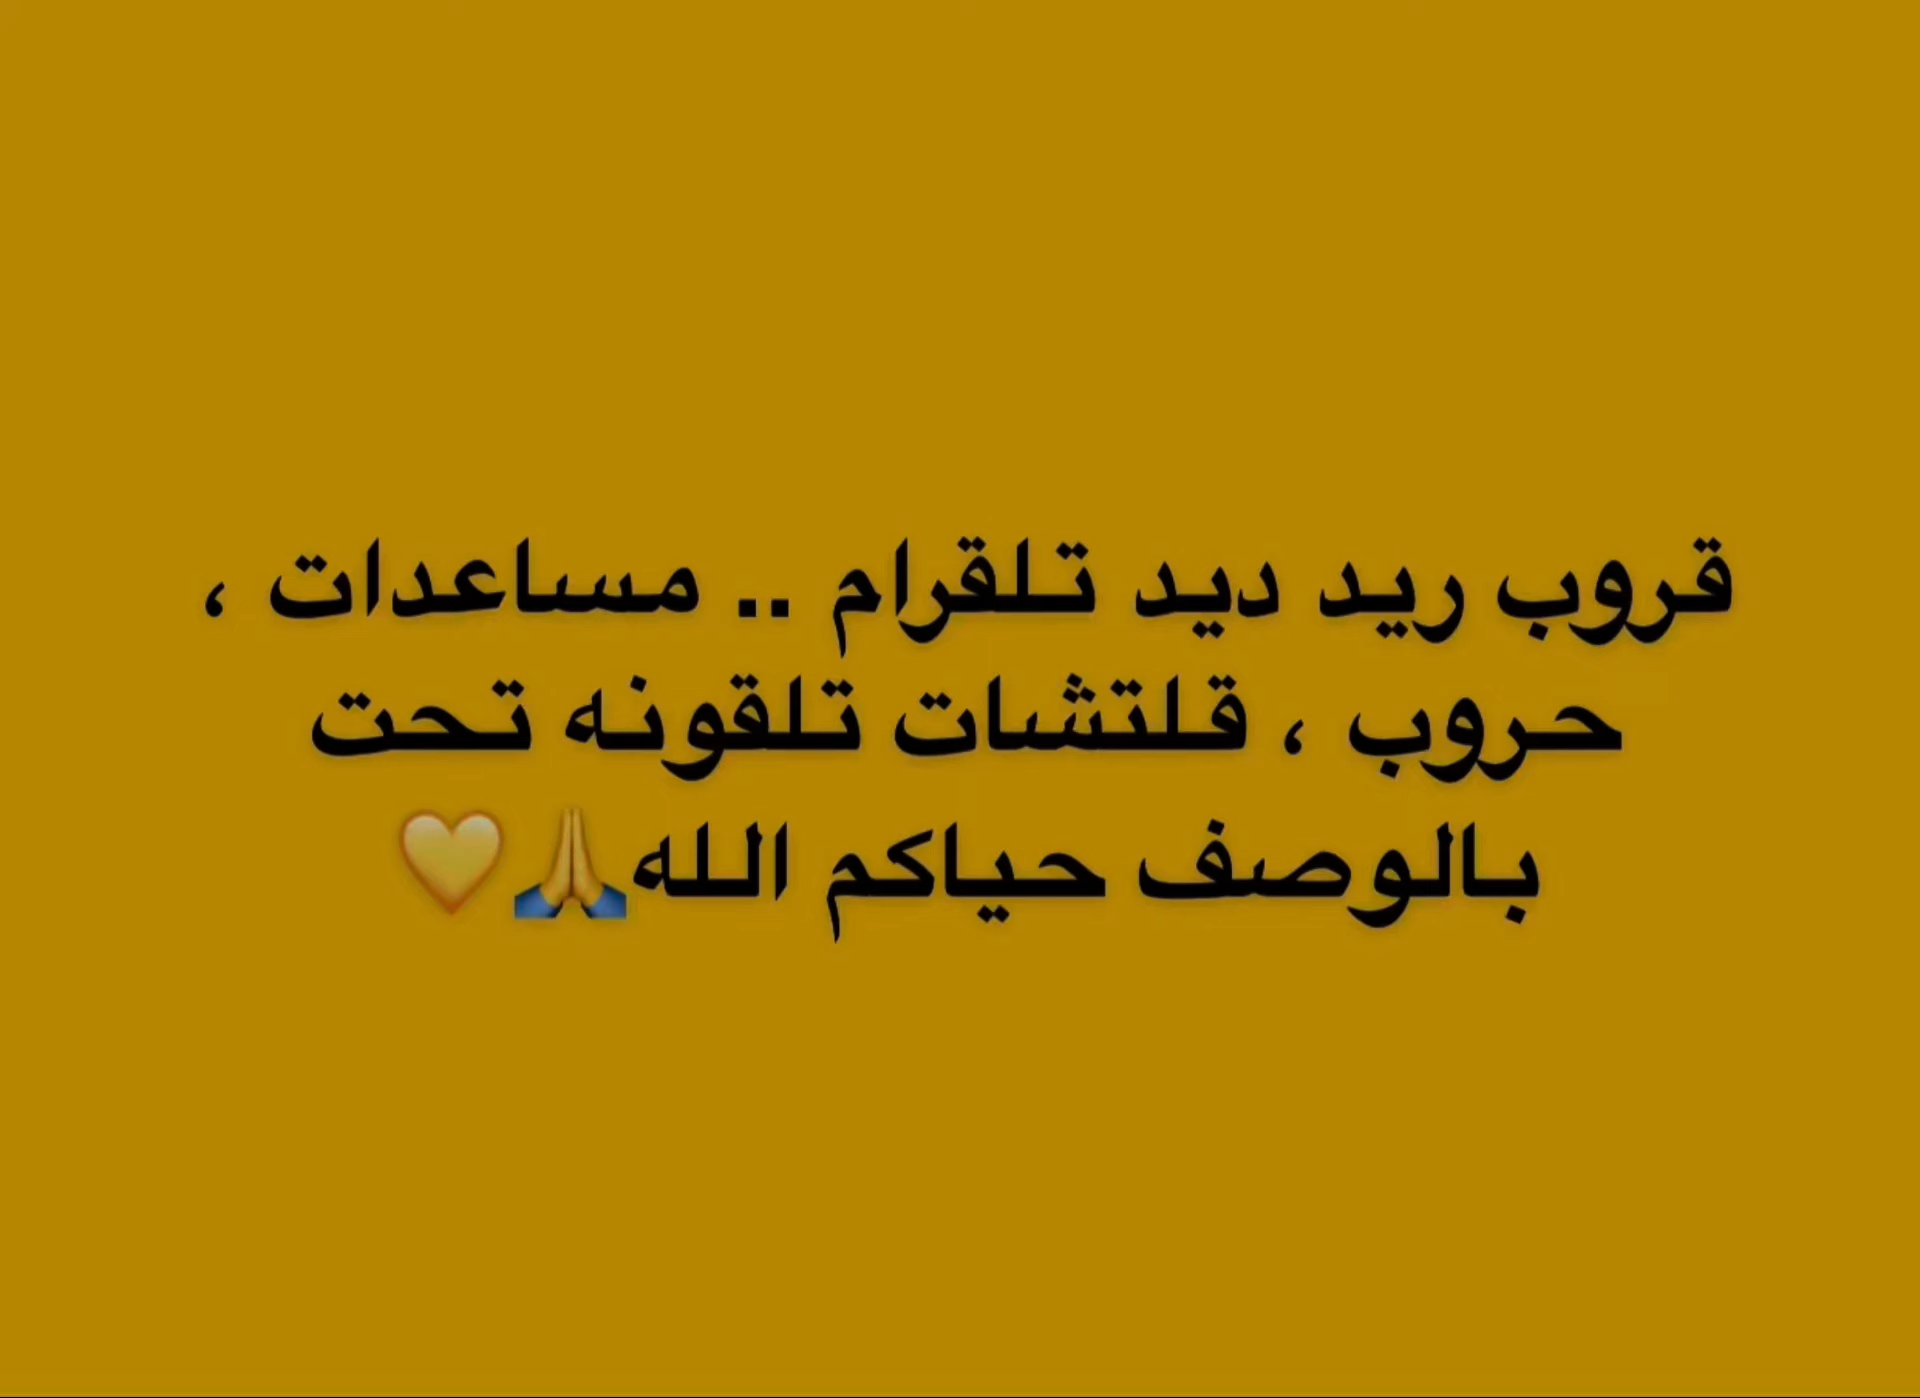 قروب ريد ديد تلقرام .. مساعدات ،
حروب ، قلتشات تلقونه تحت
بالوصف حياكم الله🙏💛